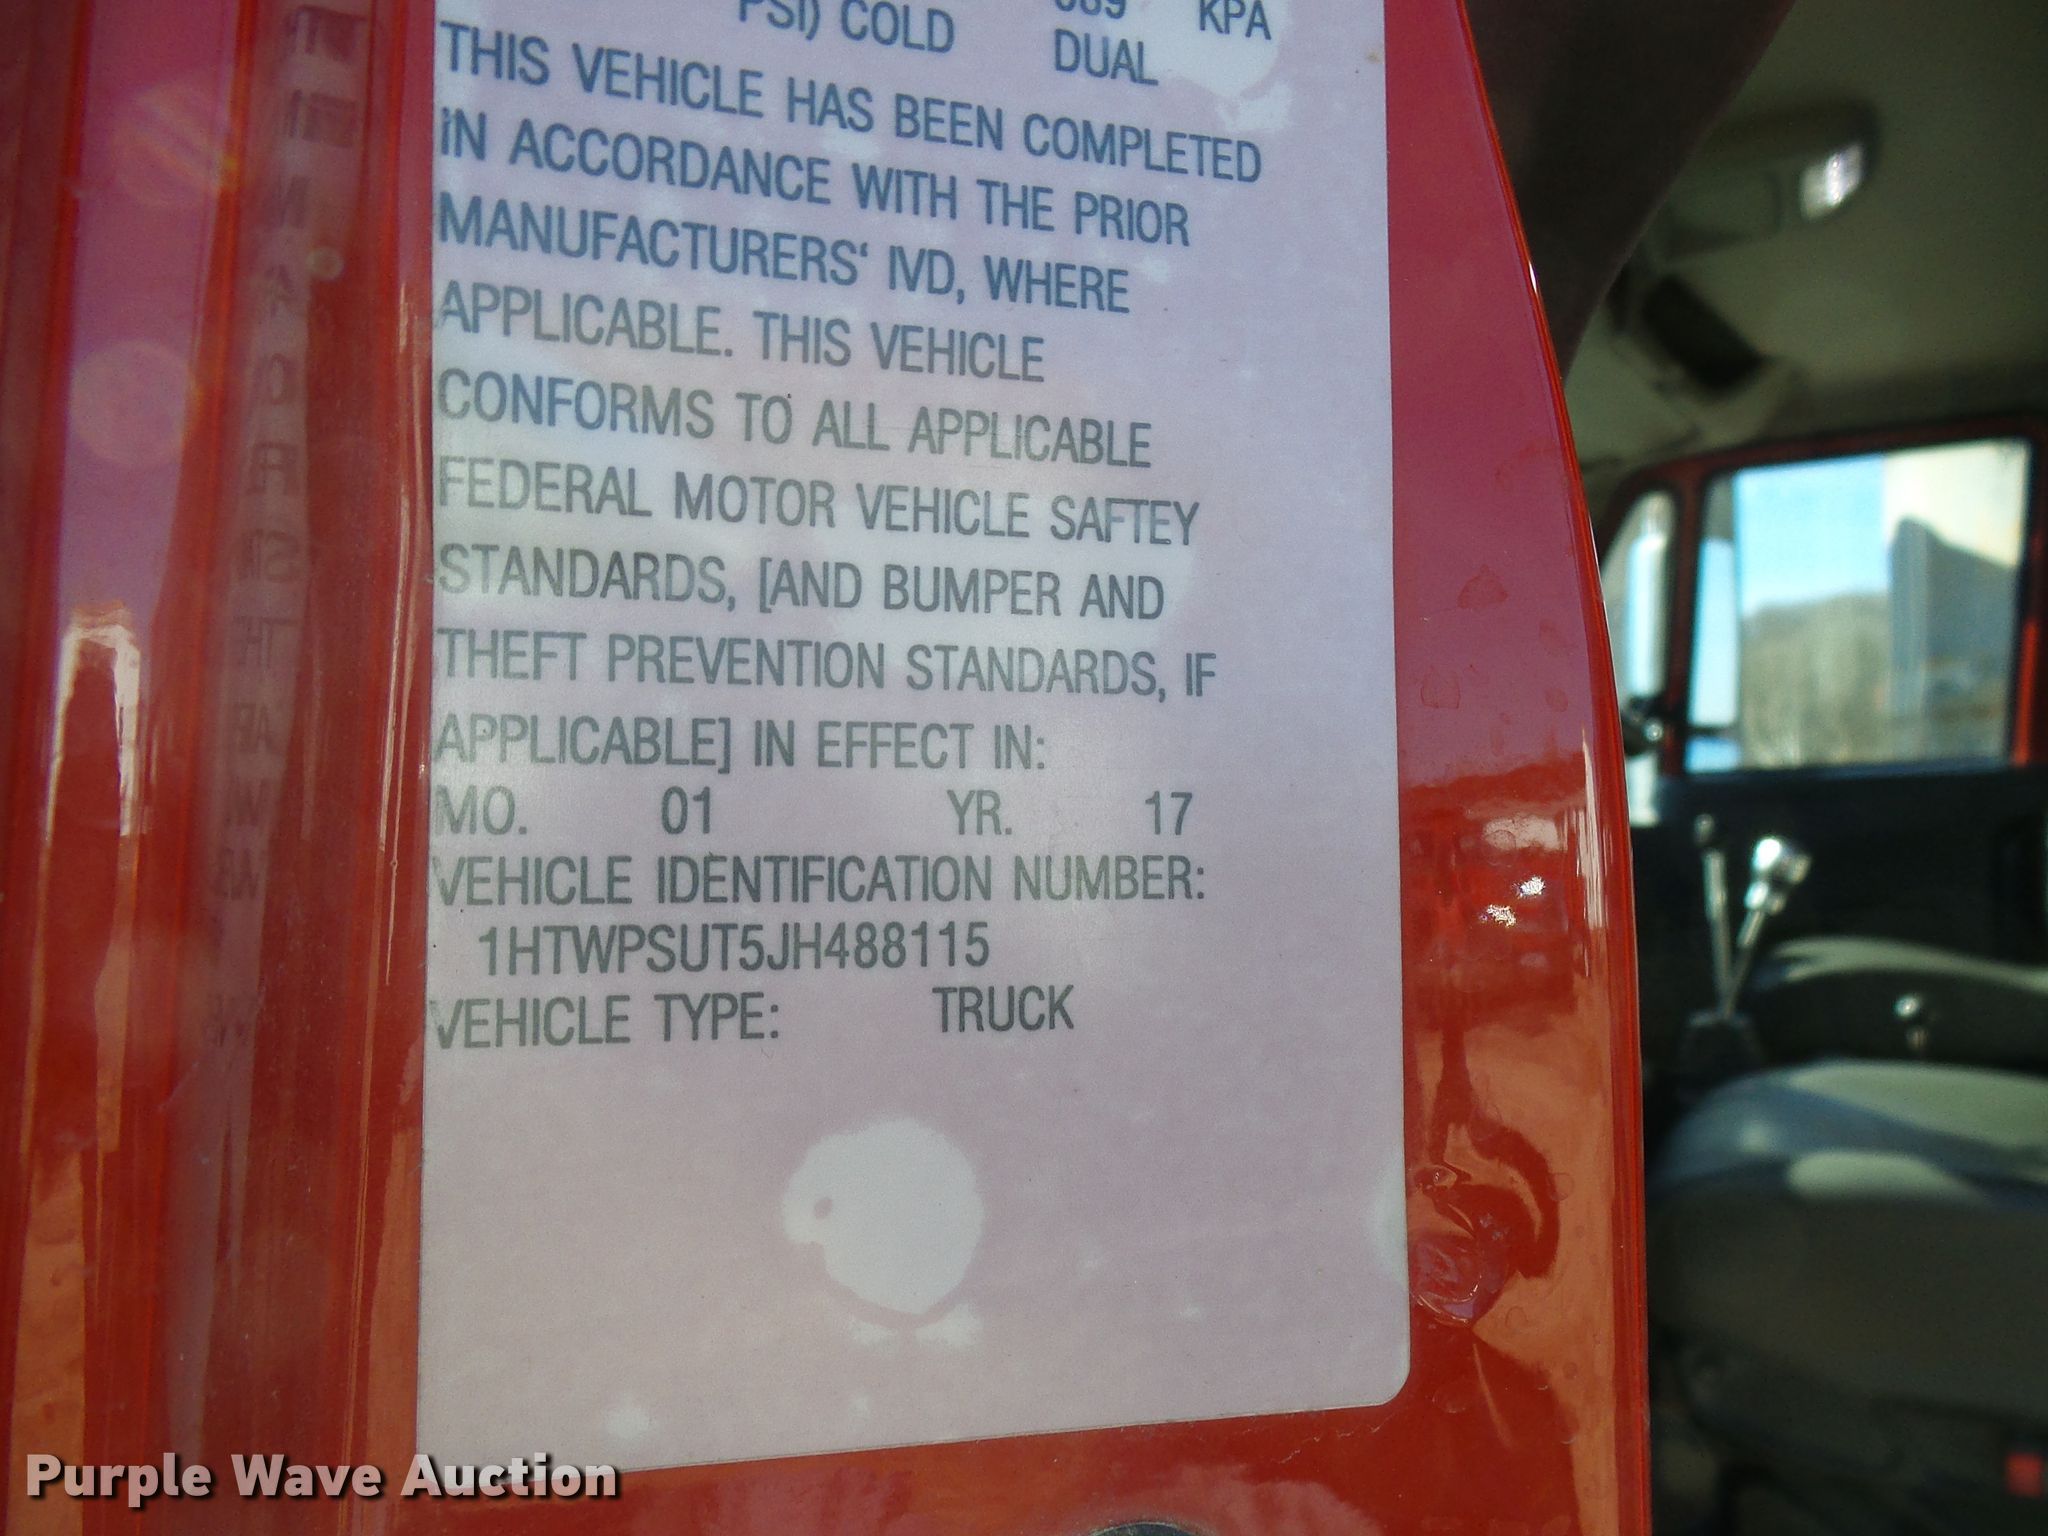 PSI) COLD 689 KPA
DUAL
THIS VEHICLE HAS BEEN COMPLETED
IN ACCORDANCE WITH THE PRIOR
MANUFACTURERS' IVD, WHERE
APPLICABLE. THIS VEHICLE
CONFORMS TO ALL APPLICABLE
FEDERAL MOTOR VEHICLE SAFTEY
STANDARDS, [AND BUMPER AND
THEFT PREVENTION STANDARDS, IF
APPLICABLE] IN EFFECT IN:
MO. 01 YR. 17
VEHICLE IDENTIFICATION NUMBER:
1HTWPSUT5JH488115
VEHICLE TYPE: TRUCK
Purple Wave Auction